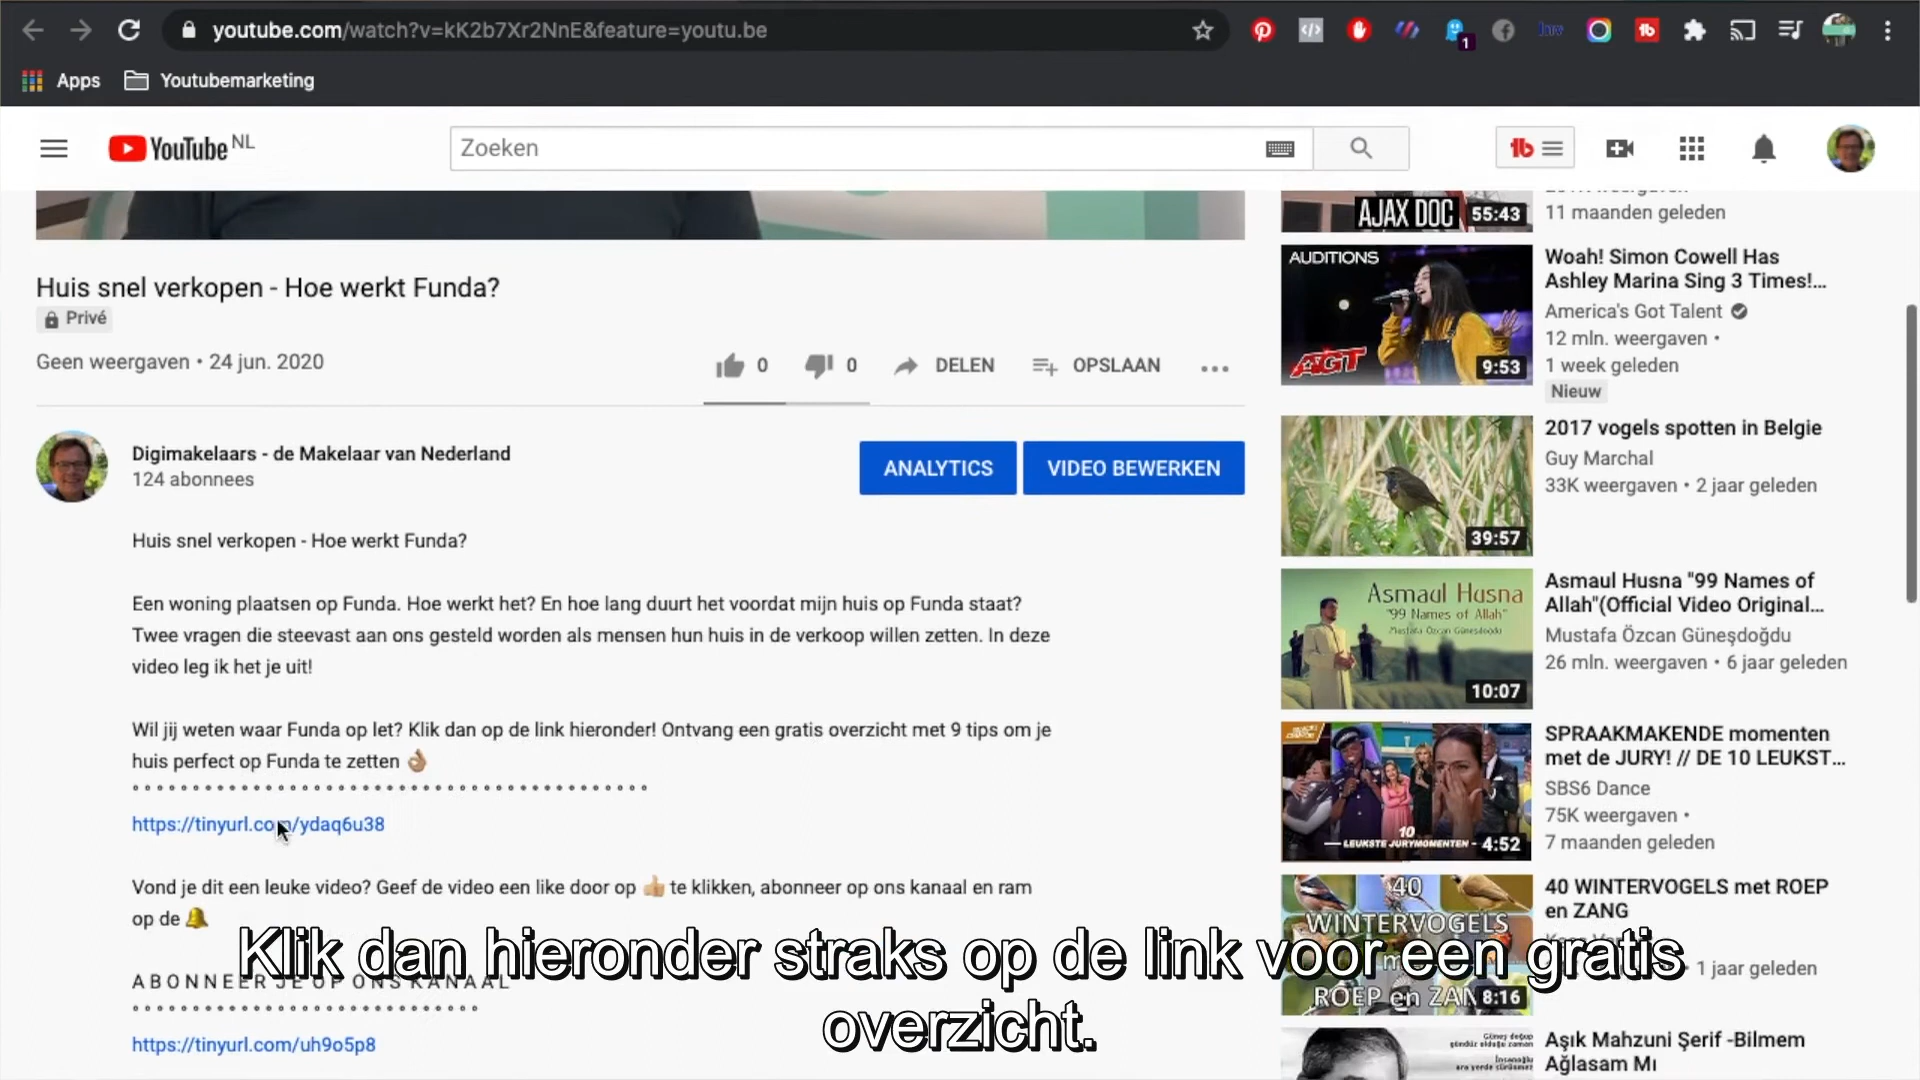 youtube.com/watch?v=kK2b7Xr2NnE&feature=youtu.be
1
Apps
Youtubemarketing
YouTube NL
Zoeken
Huis snel verkopen - Hoe werkt Funda?
Privé
Geen weergaven • 24 jun. 2020
0
0
DELEN
OPSLAAN
Digimakelaars - de Makelaar van Nederland
124 abonnees
ANALYTICS
VIDEO BEWERKEN
Huis snel verkopen - Hoe werkt Funda?
Een woning plaatsen op Funda. Hoe werkt het? En hoe lang duurt het voordat mijn huis op Funda staat?
Twee vragen die steevast aan ons gesteld worden als mensen hun huis in de verkoop willen zetten. In deze
video leg ik het je uit!
Wil jij weten waar Funda op let? Klik dan op de link hieronder! Ontvang een gratis overzicht met 9 tips om je
huis perfect op Funda te zetten 👌🏽
https://tinyurl.com/ydaq6u38
Vond je dit een leuke video? Geef de video een like door op 👍🏼 te klikken, abonneer op ons kanaal en ram
op de 🔔
A B O N N E E R J E O P O N S K A N A A L
https://tinyurl.com/uh9o5p8
Klik dan hieronder straks op de link voor een gratis
overzicht.
AJAX DOC
55:43
11 maanden geleden
AUDITIONS
AGT
9:53
Woah! Simon Cowell Has
Ashley Marina Sing 3 Times!...
America's Got Talent
12 mln. weergaven •
1 week geleden
Nieuw
39:57
2017 vogels spotten in Belgie
Guy Marchal
33K weergaven • 2 jaar geleden
Asmaul Husna
"99 Names of Allah"
Mustafa Özcan Güneşdoğdu
10:07
Asmaul Husna "99 Names of
Allah"(Official Video Original...
Mustafa Özcan Güneşdoğdu
26 mln. weergaven • 6 jaar geleden
10
LEUKSTE JURYMOMENTEN
4:52
SPRAAKMAKENDE momenten
met de JURY! // DE 10 LEUKST...
SBS6 Dance
75K weergaven •
7 maanden geleden
40
WINTERVOGELS
ROEP en ZAN
8:16
40 WINTERVOGELS met ROEP
en ZANG
• 1 jaar geleden
Aşık Mahzuni Şerif -Bilmem
Ağlasam Mı